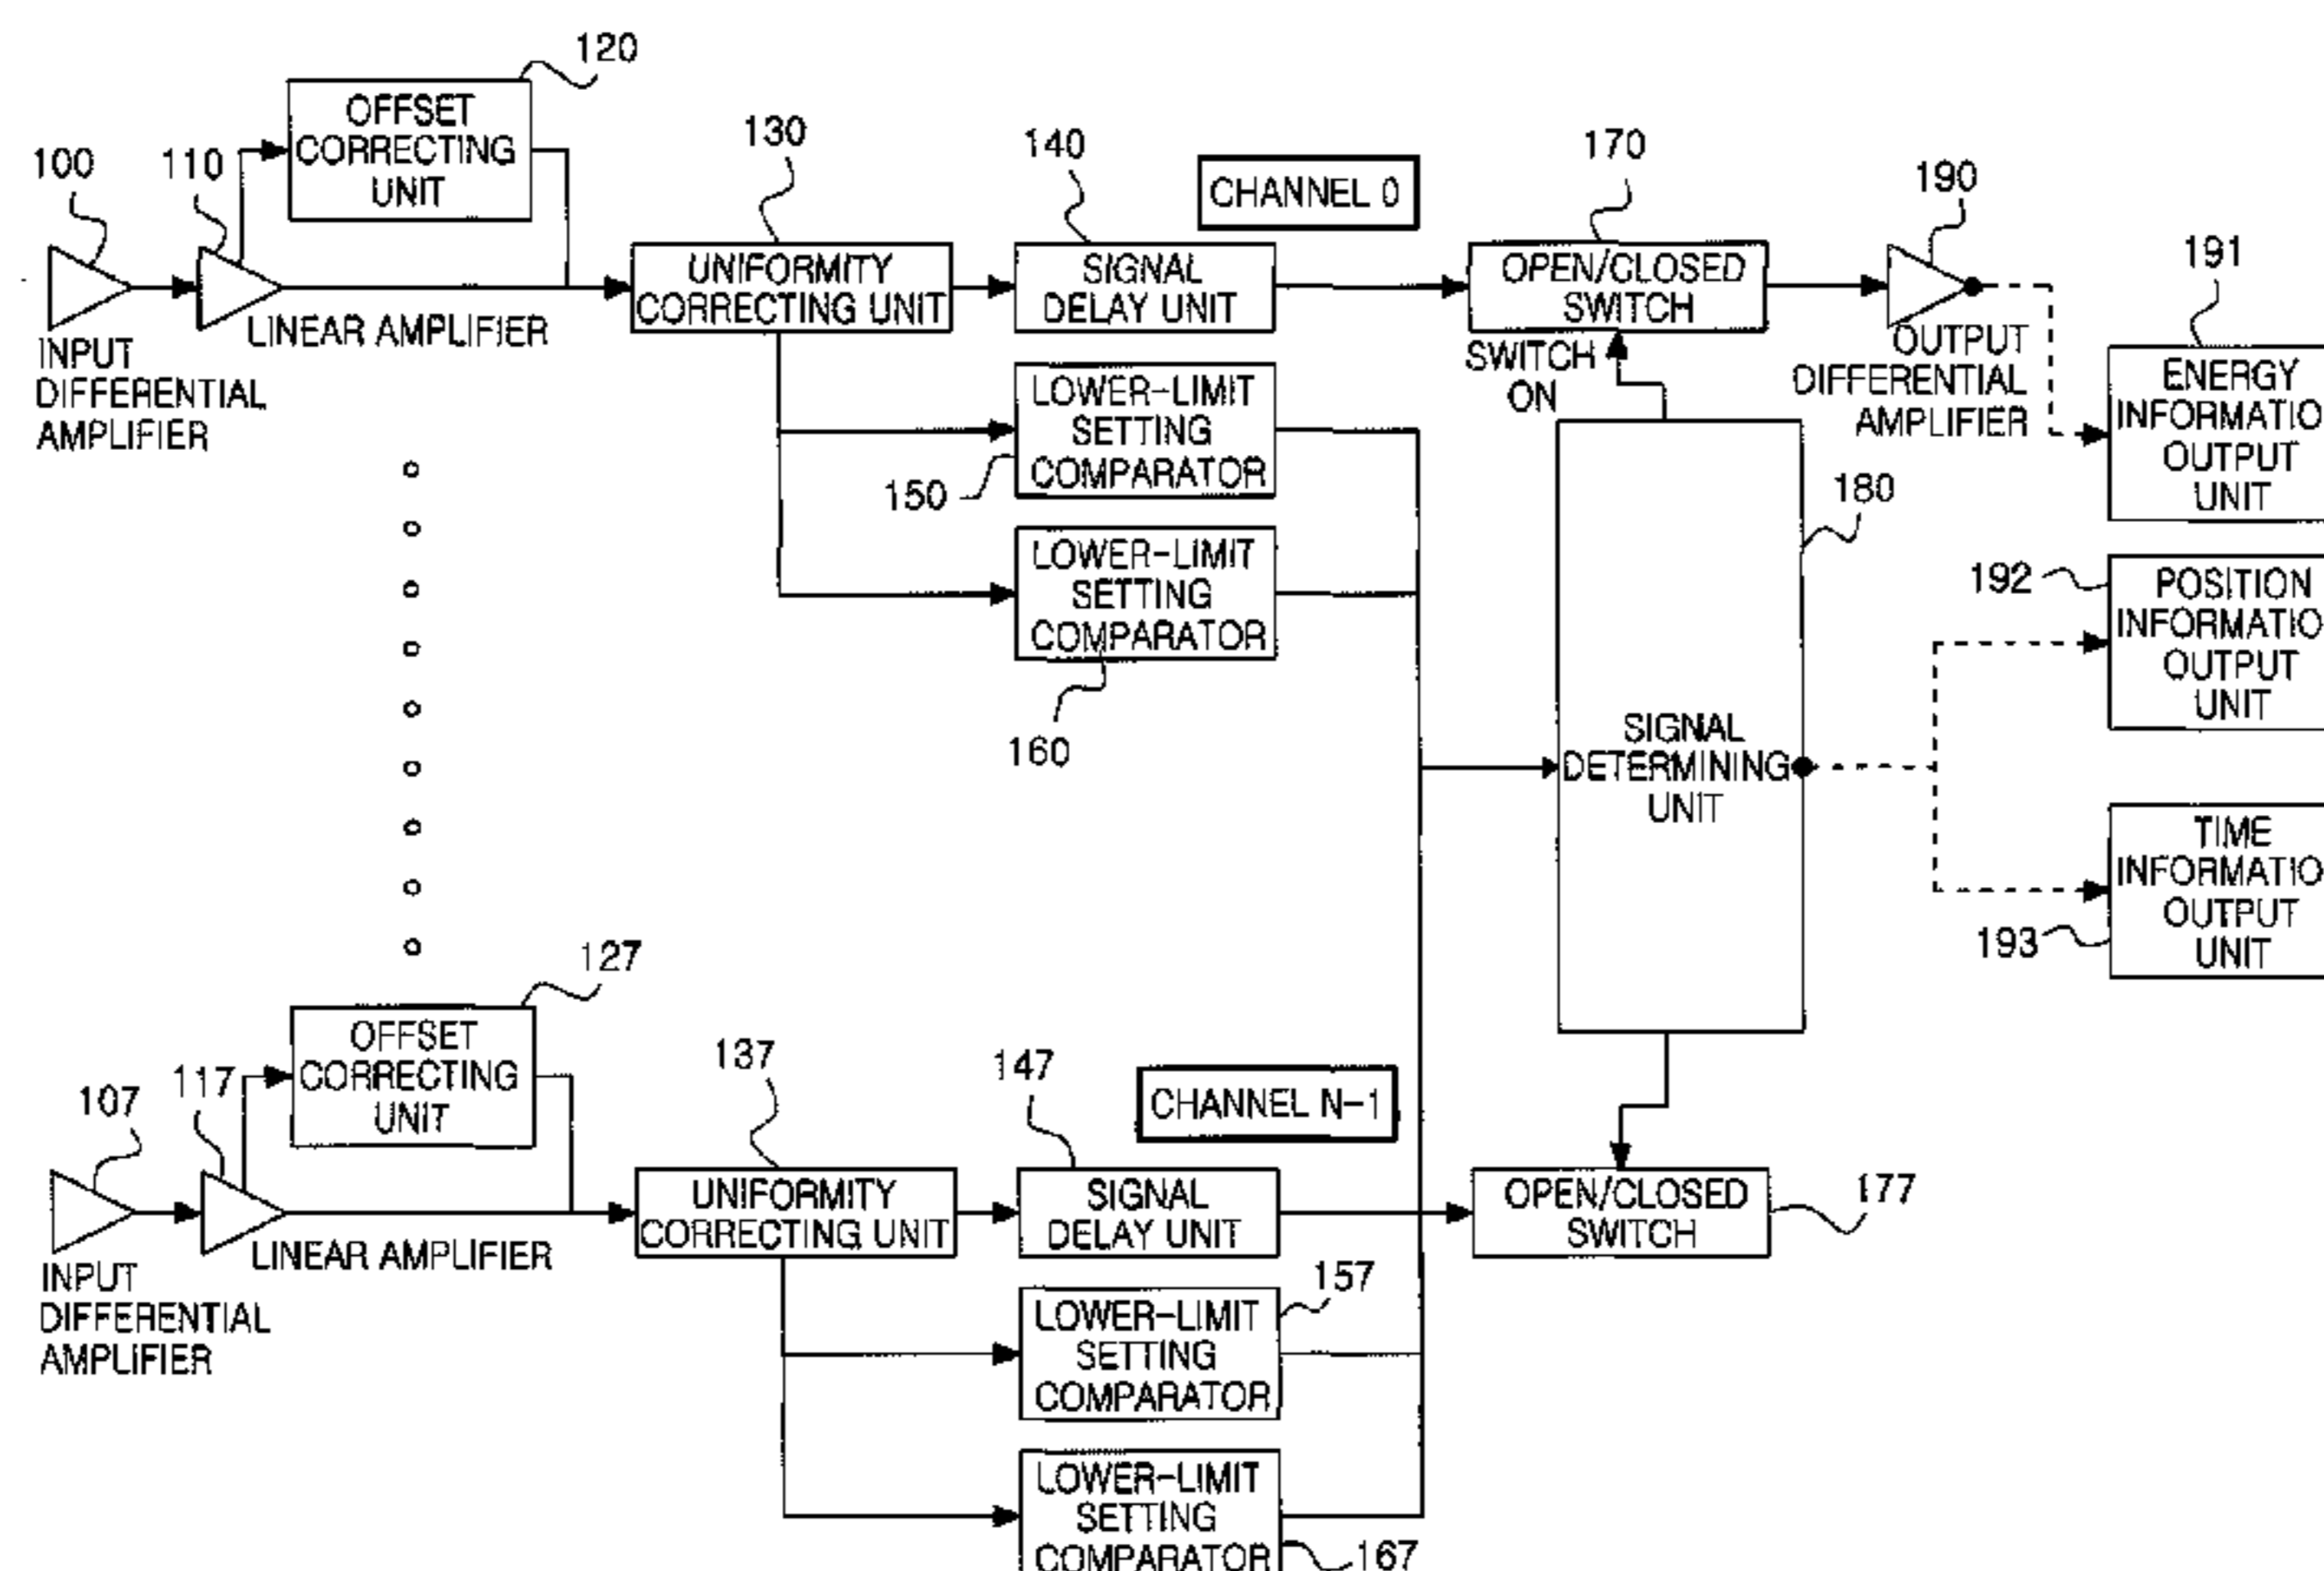 120
OFFSET
CORRECTING
UNIT
100
110
130
140
CHANNEL 0
170
190
191
UNIFORMITY
CORRECTING UNIT
SIGNAL
DELAY UNIT
OPEN/CLOSED
SWITCH
LINEAR AMPLIFIER
INPUT
DIFFERENTIAL
AMPLIFIER
SWITCH
ON
OUTPUT
DIFFERENTIAL
AMPLIFIER
ENERGY
INFORMATIO
OUTPUT
UNIT
LOWER-LIMIT
SETTING
COMPARATOR
150
180
LOWER-LIMIT
SETTING
COMPARATOR
160
192
POSITION
INFORMATIO
OUTPUT
UNIT
SIGNAL
DETERMINING
UNIT
TIME
INFORMATIO
OUTPUT
UNIT
193
127
OFFSET
CORRECTING
UNIT
107
117
137
147
CHANNEL N-1
UNIFORMITY
CORRECTING UNIT
SIGNAL
DELAY UNIT
OPEN/CLOSED
SWITCH
177
LINEAR AMPLIFIER
INPUT
DIFFERENTIAL
AMPLIFIER
157
LOWER-LIMIT
SETTING
COMPARATOR
LOWER-LIMIT
SETTING
COMPARATOR
167